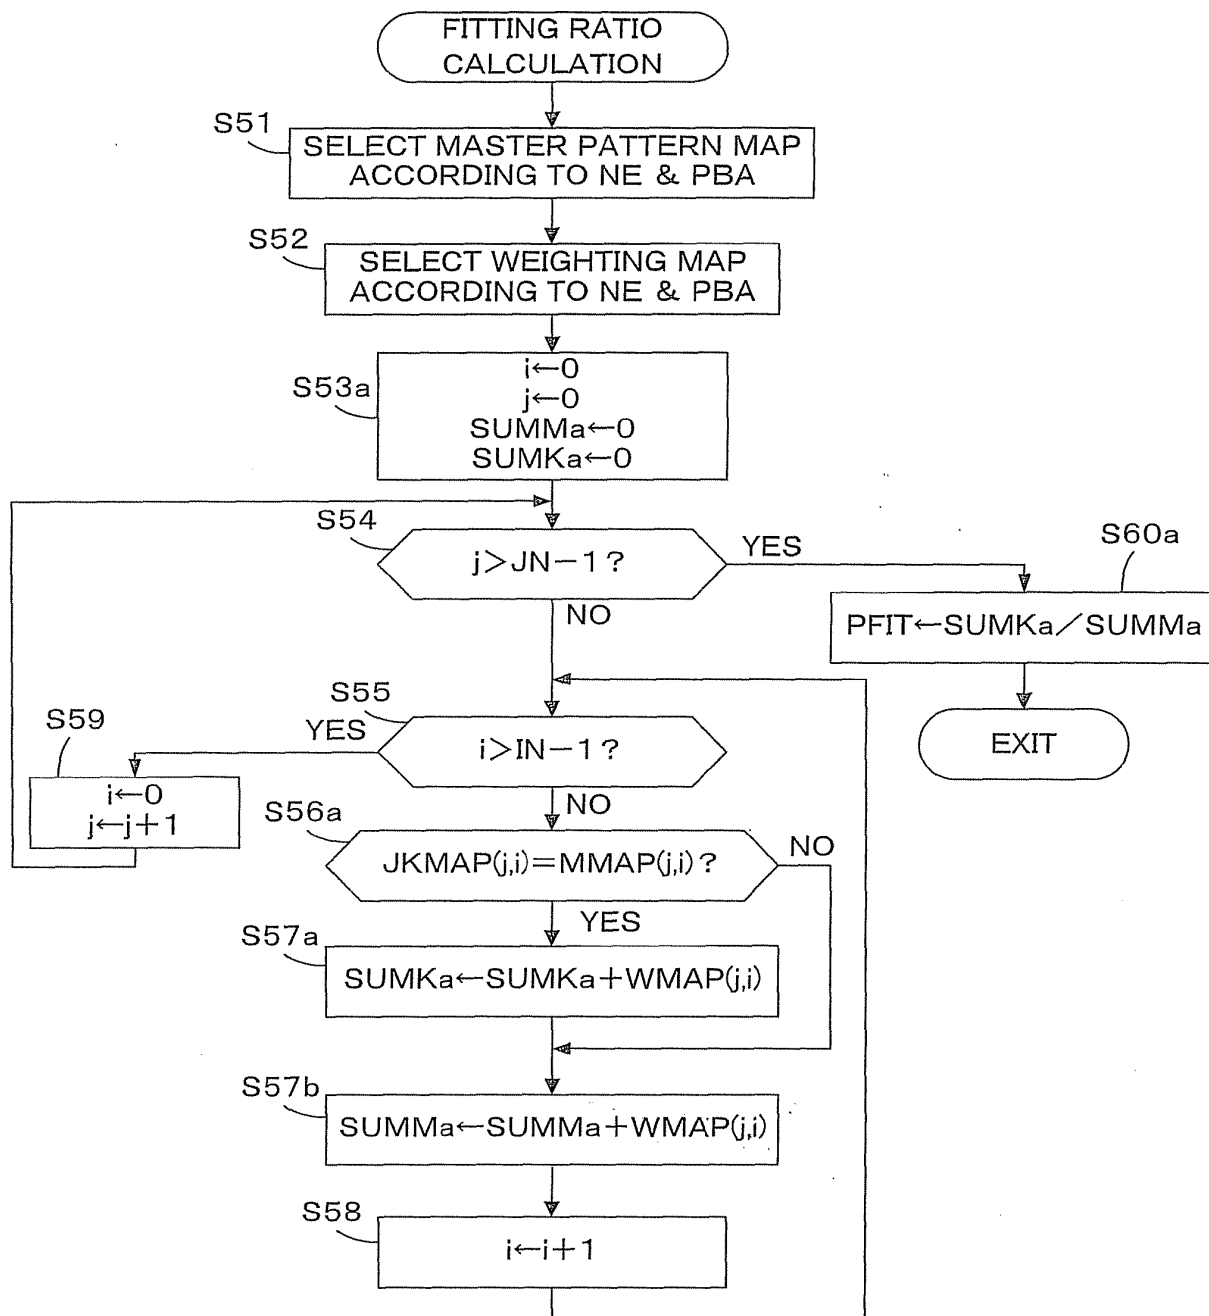 FITTING RATIO
CALCULATION
S51
SELECT MASTER PATTERN MAP
ACCORDING TO NE & PBA
S52
SELECT WEIGHTING MAP
ACCORDING TO NE & PBA
S53a
i←0
j←0
SUMMa←0
SUMKa←0
S54
j>JN-1?
YES
NO
S60a
PFIT←SUMKa/SUMMa
EXIT
S55
i>IN-1?
YES
NO
S59
i←0
j←j+1
S56a
JKMAP(j,i)=MMAP(j,i)?
NO
YES
S57a
SUMKa←SUMKa+WMAP(j,i)
S57b
SUMMa←SUMMa+WMAP(j,i)
S58
i←i+1